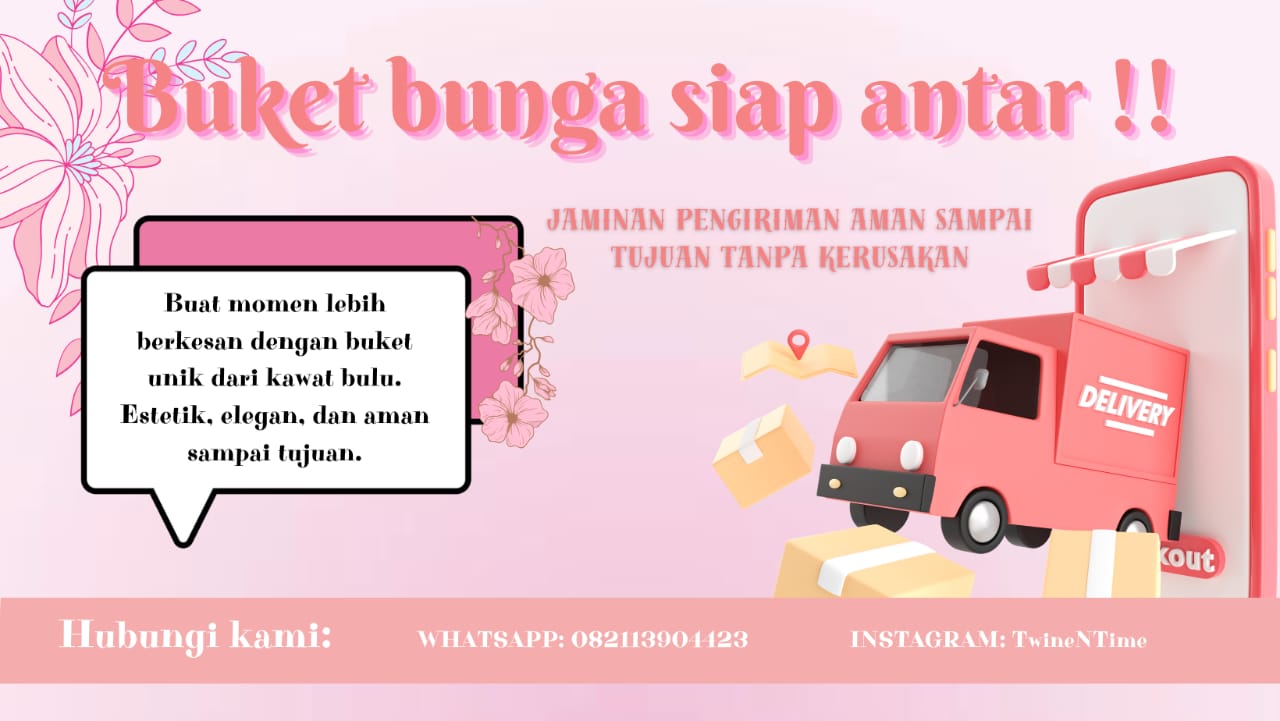 Buket bunga siap antar !!
JAMINAN PENGIRIMAN AMAN SAMPAI
TUJUAN TANPA KERUSAKAN
Buat momen lebih
berkesan dengan buket
unik dari kawat bulu.
Estetik, elegan, dan aman
sampai tujuan.
DELIVERY
kout
Hubungi kami:
WHATSAPP: 082113904423
INSTAGRAM: TwineNTime